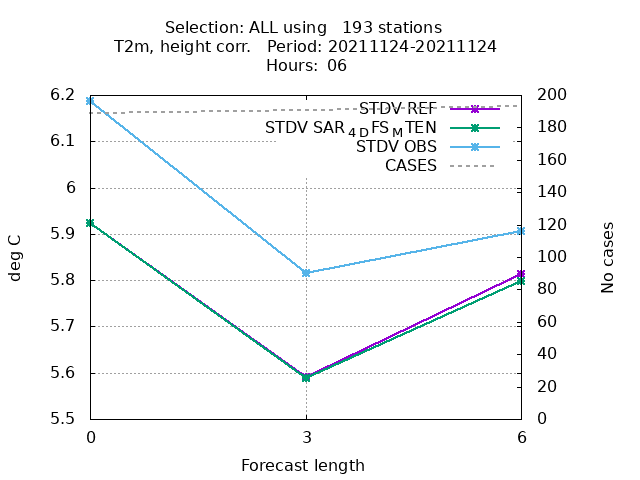 Selection: ALL using   193 stations
T2m, height corr.   Period: 20211124-20211124
Hours: 06
6.2
6.1
6
5.9
5.8
5.7
5.6
5.5
200
180
160
140
120
100
80
60
40
20
0
STDV REF
STDV SAR4DFSMTEN
STDV OBS
CASES
deg C
No cases
0 3 6
Forecast length